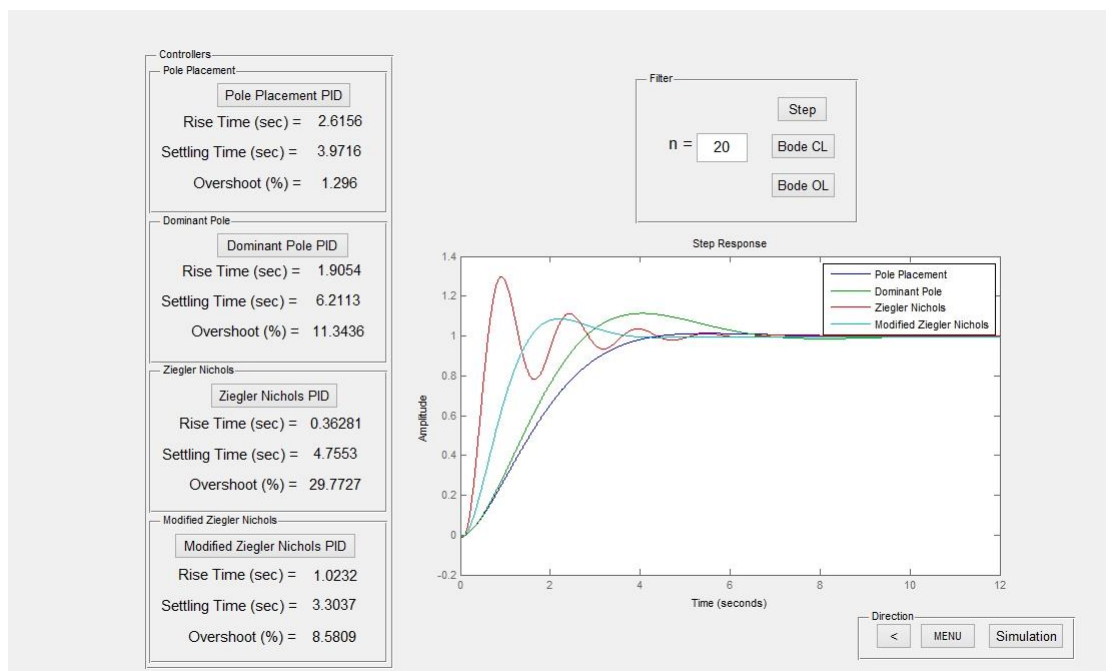 Controllers
Pole Placement
Pole Placement PID
Rise Time (sec) = 2.6156
Settling Time (sec) = 3.9716
Overshoot (%) = 1.296
Dominant Pole
Dominant Pole PID
Rise Time (sec) = 1.9054
Settling Time (sec) = 6.2113
Overshoot (%) = 11.3436
Ziegler Nichols
Ziegler Nichols PID
Rise Time (sec) = 0.36281
Settling Time (sec) = 4.7553
Overshoot (%) = 29.7727
Modified Ziegler Nichols
Modified Ziegler Nichols PID
Rise Time (sec) = 1.0232
Settling Time (sec) = 3.3037
Overshoot (%) = 8.5809
Filter
n = 20
Step
Bode CL
Bode OL
Step Response
Pole Placement
Dominant Pole
Ziegler Nichols
Modified Ziegler Nichols
Amplitude
1.4
1.2
1
0.8
0.6
0.4
0.2
0
-0.2
0 2 4 6 8 10 12
Time (seconds)
Direction
< MENU Simulation